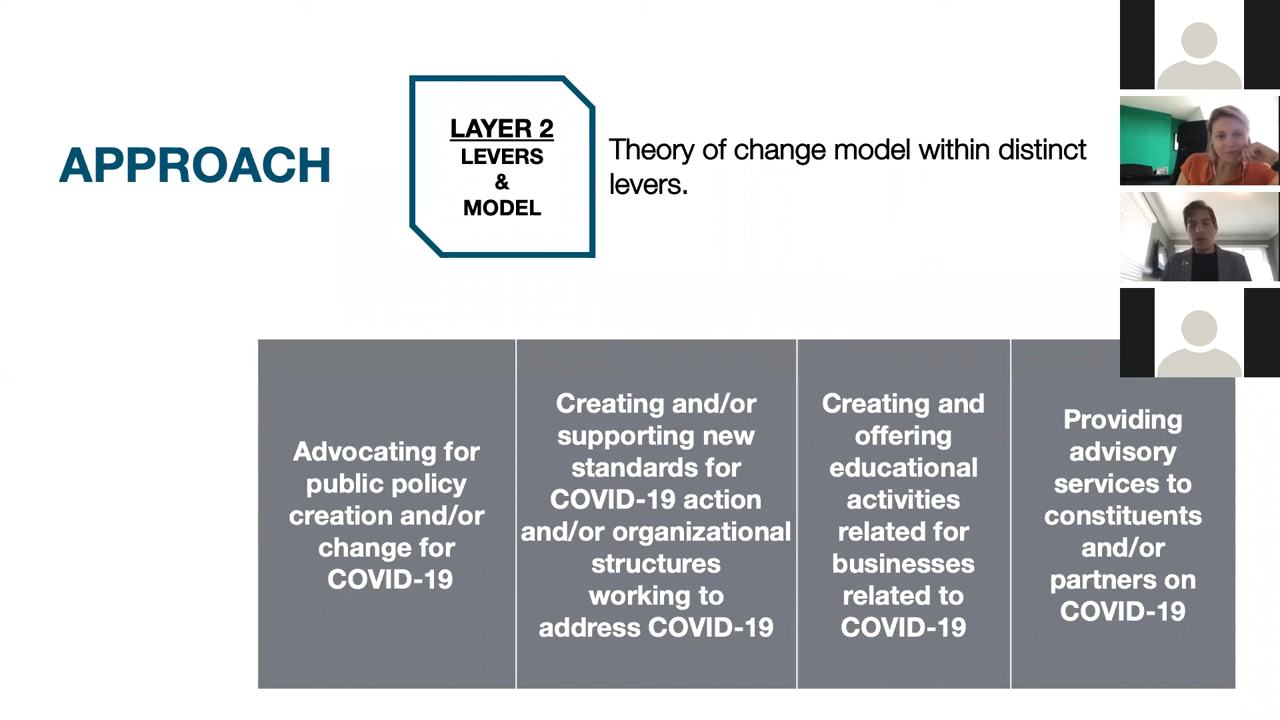 APPROACH
LAYER 2
LEVERS
&
MODEL
Theory of change model within distinct
levers.
Advocating for
public policy
creation and/or
change for
COVID-19
Creating and/or
supporting new
standards for
COVID-19 action
and/or organizational
structures
working to
address COVID-19
Creating and
offering
educational
activities
related for
businesses
related to
COVID-19
Providing
advisory
services to
constituents
and/or
partners on
COVID-19